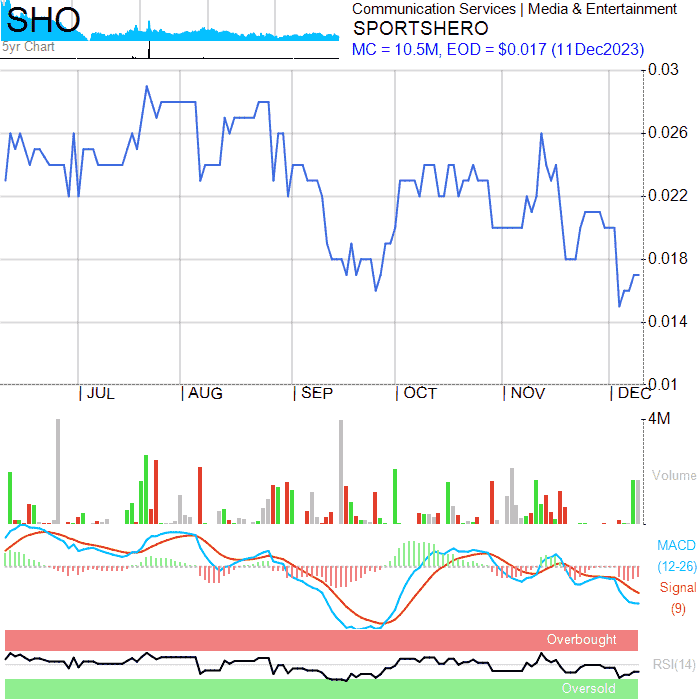 SHO
5yr Chart
Communication Services | Media & Entertainment
SPORTSHERO
MC = 10.5M, EOD = $0.017 (11Dec2023)
0.03
0.026
0.022
0.018
0.014
0.01
| JUL | AUG | SEP | OCT | NOV | DEC
4M
Volume
MACD
(12-26)
Signal
(9)
Overbought
RSI(14)
Oversold